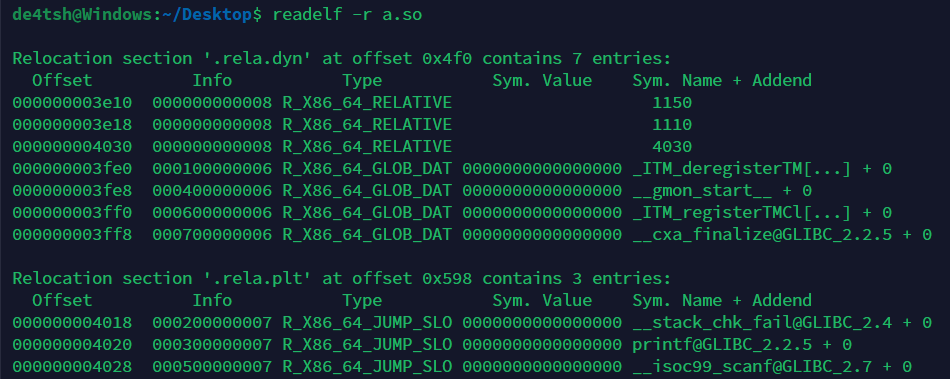 de4tsh@Windows:~/Desktop$ readelf -r a.so
Relocation section '.rela.dyn' at offset 0x4f0 contains 7 entries:
  Offset          Info           Type           Sym. Value    Sym. Name + Addend
000000003e10  000000000008 R_X86_64_RELATIVE                    1150
000000003e18  000000000008 R_X86_64_RELATIVE                    1110
000000004030  000000000008 R_X86_64_RELATIVE                    4030
000000003fe0  000100000006 R_X86_64_GLOB_DAT 0000000000000000 _ITM_deregisterTM[...] + 0
000000003fe8  000400000006 R_X86_64_GLOB_DAT 0000000000000000 __gmon_start__ + 0
000000003ff0  000600000006 R_X86_64_GLOB_DAT 0000000000000000 _ITM_registerTMCl[...] + 0
000000003ff8  000700000006 R_X86_64_GLOB_DAT 0000000000000000 __cxa_finalize@GLIBC_2.2.5 + 0
Relocation section '.rela.plt' at offset 0x598 contains 3 entries:
  Offset          Info           Type           Sym. Value    Sym. Name + Addend
000000004018  000200000007 R_X86_64_JUMP_SLO 0000000000000000 __stack_chk_fail@GLIBC_2.4 + 0
000000004020  000300000007 R_X86_64_JUMP_SLO 0000000000000000 printf@GLIBC_2.2.5 + 0
000000004028  000500000007 R_X86_64_JUMP_SLO 0000000000000000 __isoc99_scanf@GLIBC_2.7 + 0